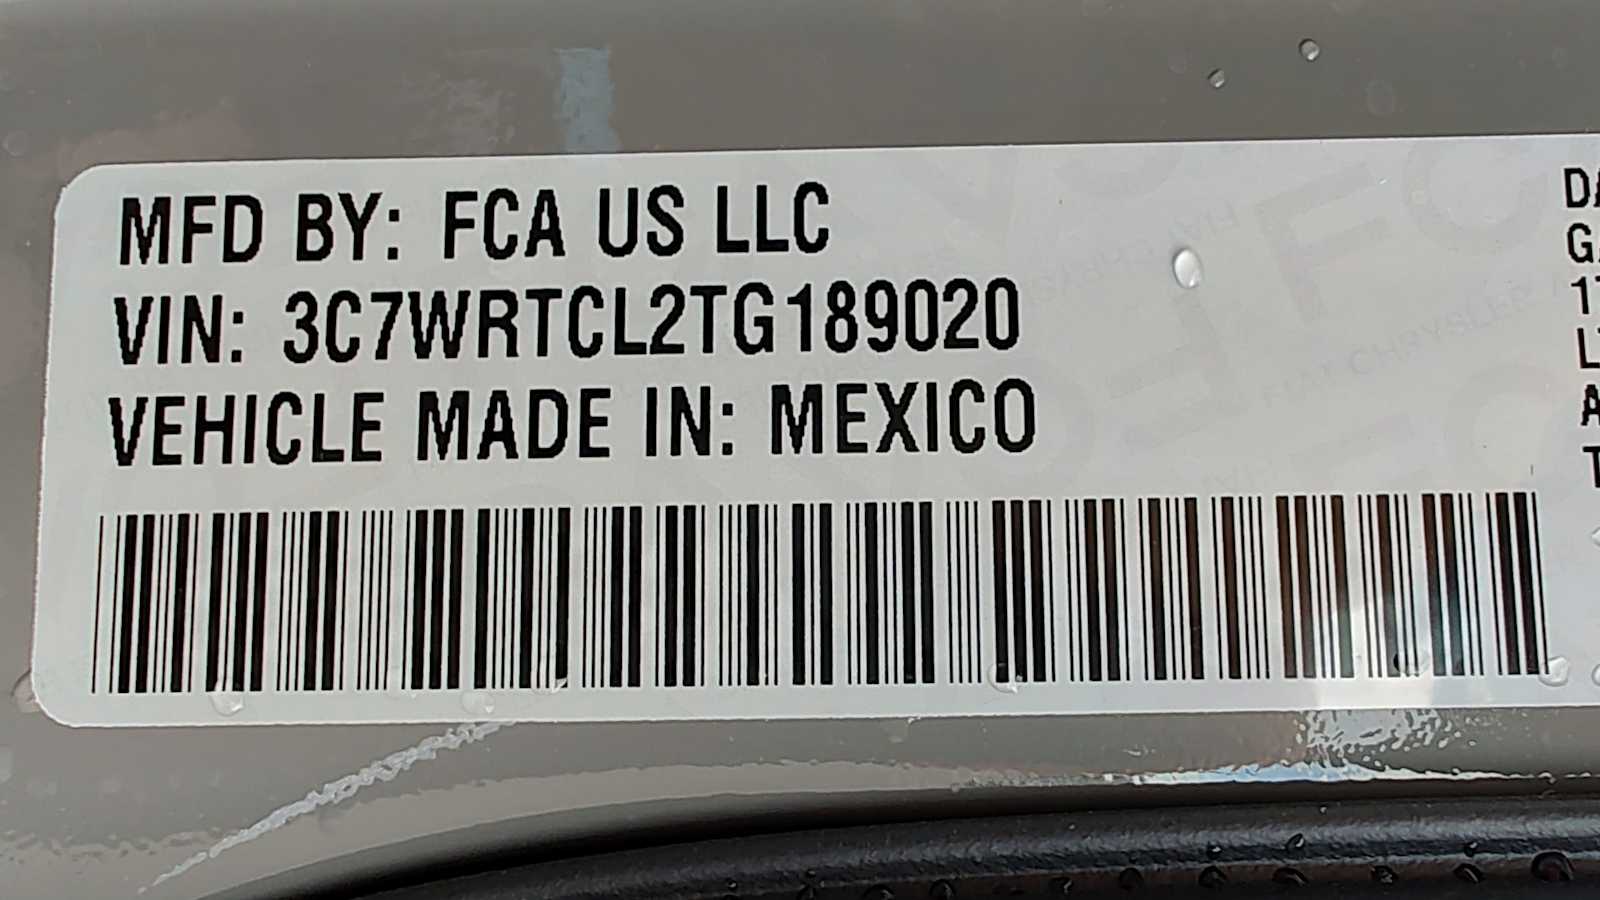 MFD BY: FCA US LLC
VIN: 3C7WRTCL2TG189020
VEHICLE MADE IN: MEXICO